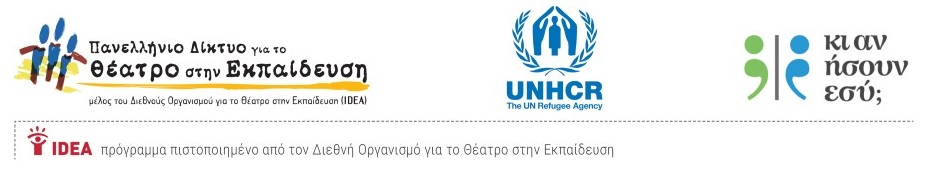 Πανελλήνιο Δίκτυο για το
Θέατρο στην Εκπαίδευση
μέλος του Διεθνούς Οργανισμού για το Θέατρο στην Εκπαίδευση (IDEA)
UNHCR
The UN Refugee Agency
κι αν
ήσουν
εσύ;
IDEA πρόγραμμα πιστοποιημένο από τον Διεθνή Οργανισμό για το Θέατρο στην Εκπαίδευση